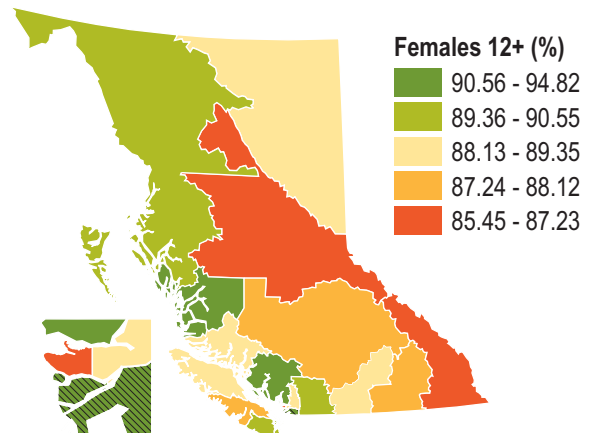 Females 12+ (%)
90.56 - 94.82
89.36 - 90.55
88.13 - 89.35
87.24 - 88.12
85.45 - 87.23